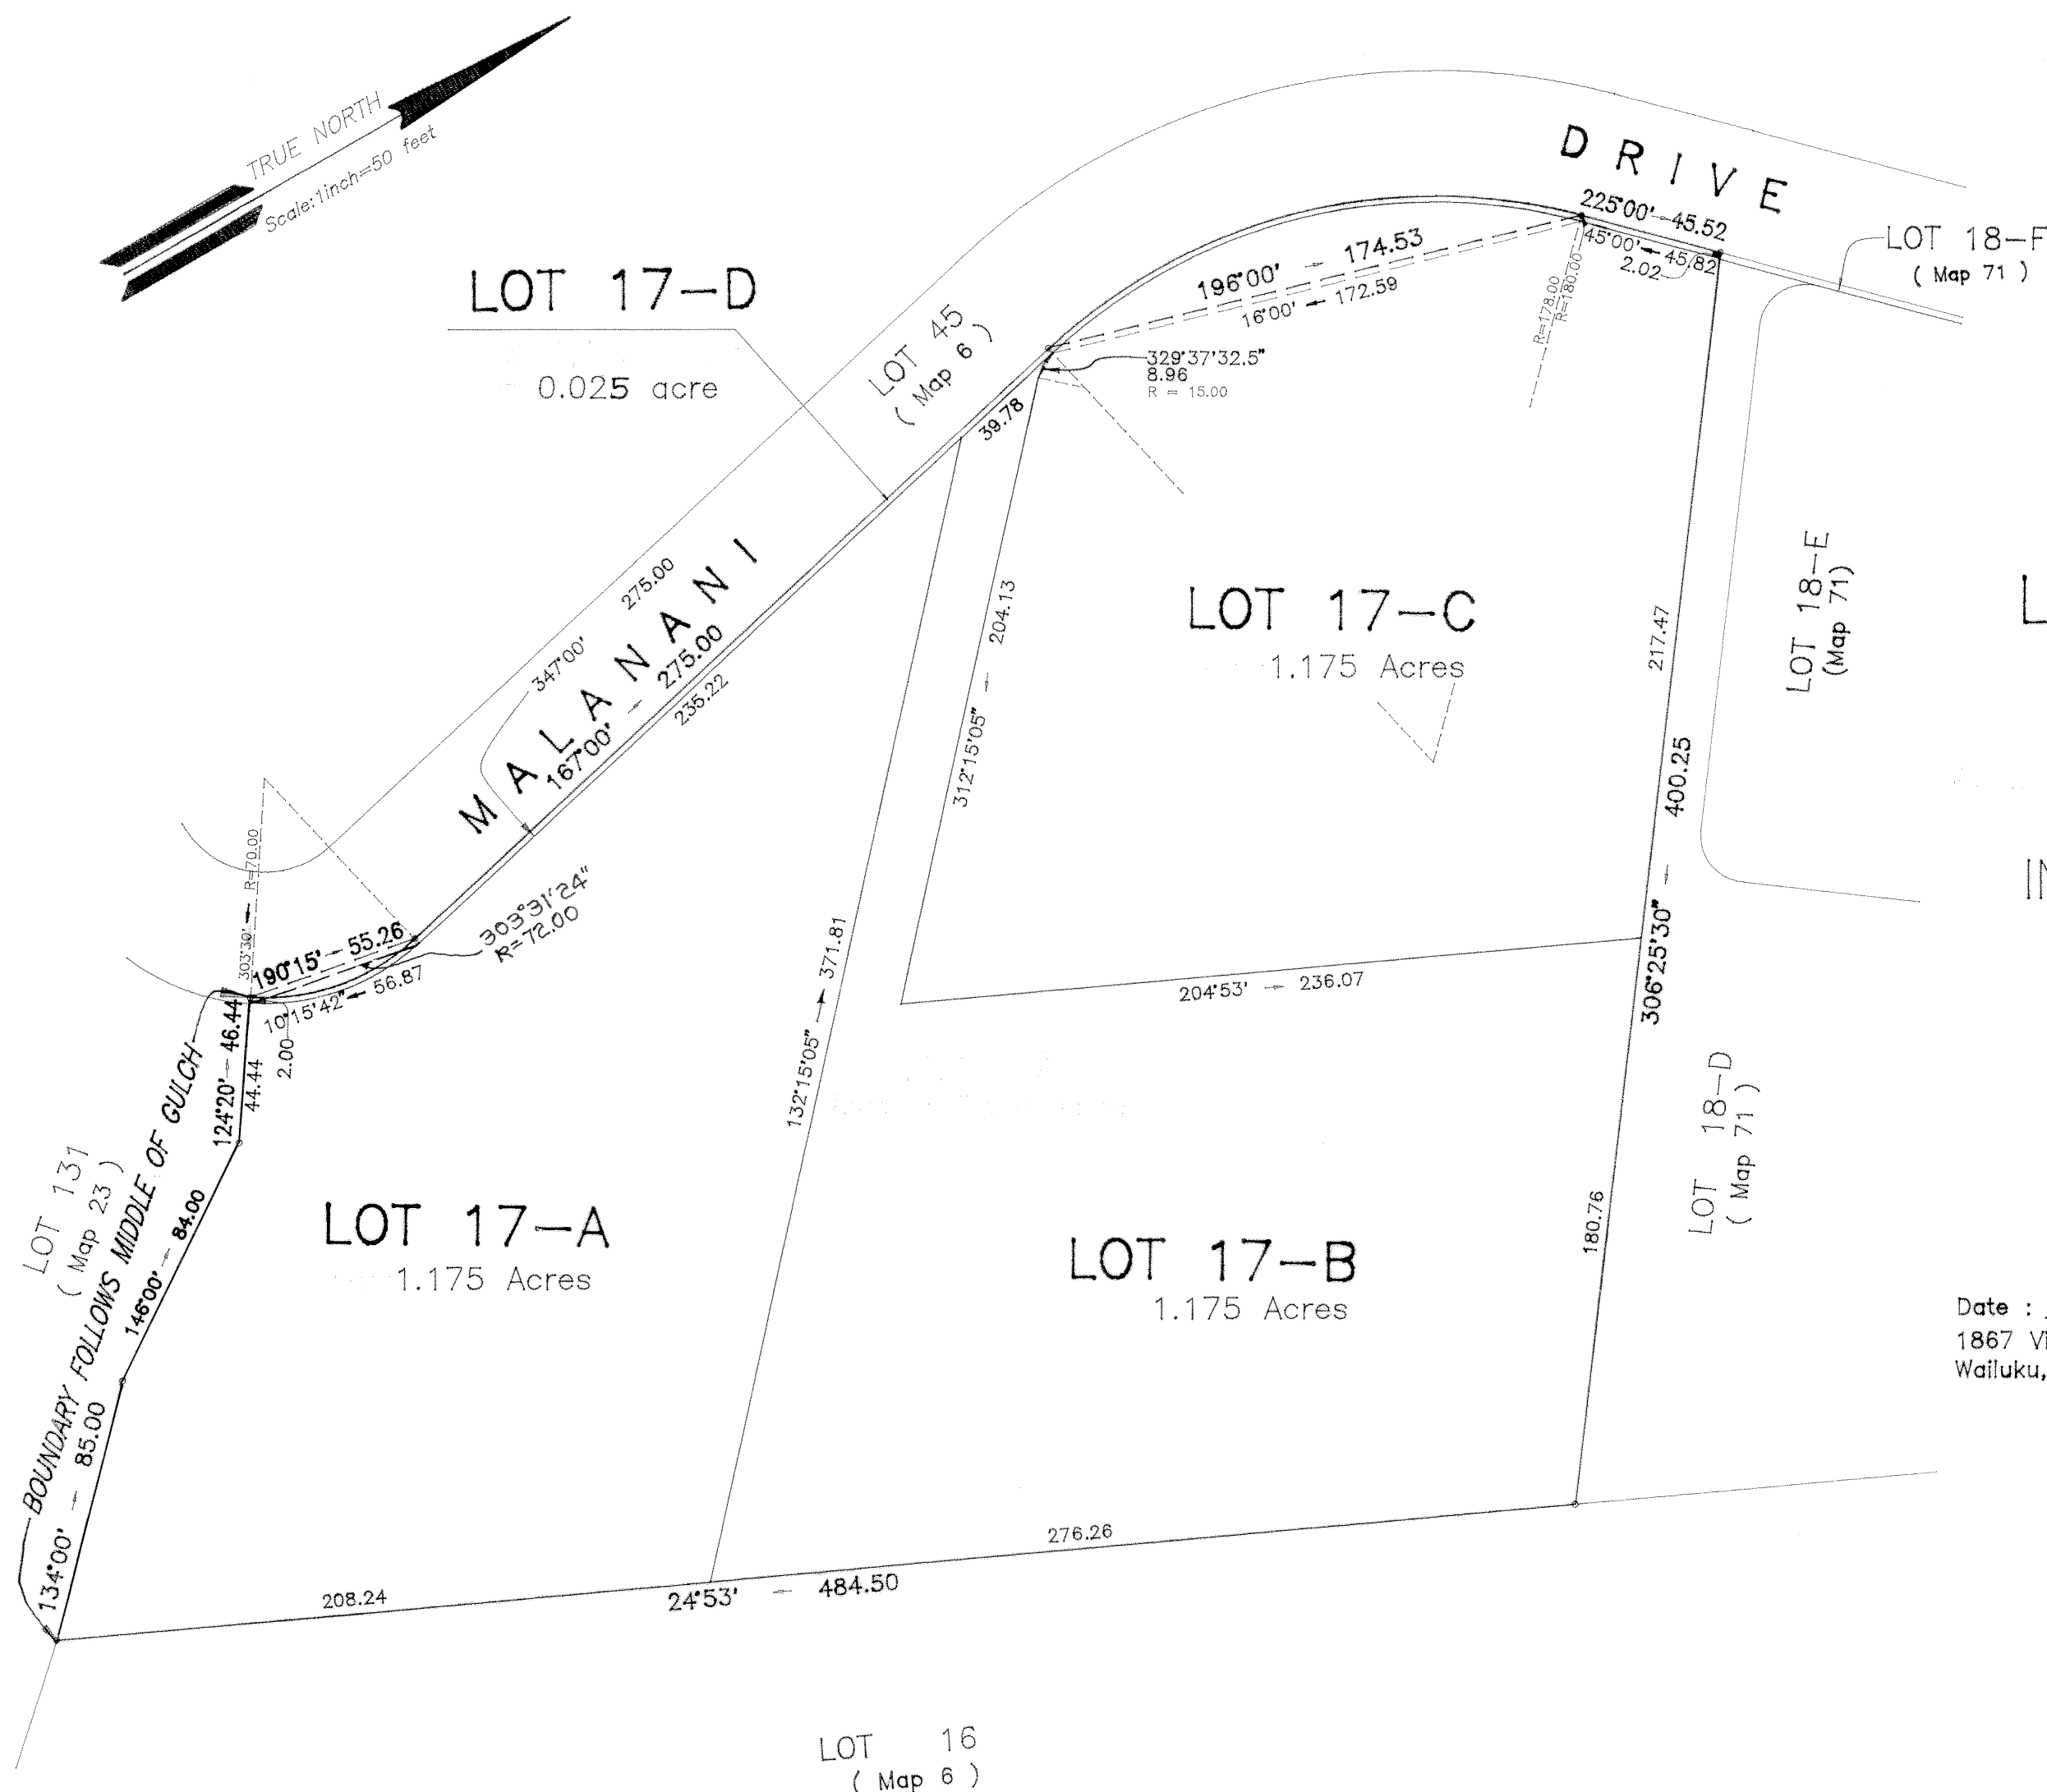 TRUE NORTH
Scale:1inch=50 feet
DRIVE
225°00' 45.52
45°00' 45.82
2.02
LOT 18-F
( Map 71 )
LOT 17-D
0.025 acre
LOT 45
( Map 6 )
196°00' 174.53
16°00' 172.59
R=178.00
R=180.00
329°37'32.5"
8.96
R = 15.00
39.78
275.00
347°00'
MALANANI
167°00' 275.00
235.22
204.13
312°15'05"
LOT 17-C
1.175 Acres
217.47
LOT 18-E
(Map 71)
L
306°25'30" 400.25
IN
R=70.00
303°30'
190°15' 55.26
303°31'24"
R=72.00
10°15'42" 56.87
2.00
124°20' 46.44
44.44
132°15'05" 371.81
204°53' 236.07
LOT 18-D
( Map 71 )
LOT 131
( Map 23 )
BOUNDARY FOLLOWS MIDDLE OF GULCH
146°00' 84.00
LOT 17-A
1.175 Acres
LOT 17-B
1.175 Acres
180.76
Date :
1867 Vi
Wailuku,
134°00' 85.00
208.24
276.26
24°53' 484.50
LOT 16
( Map 6 )